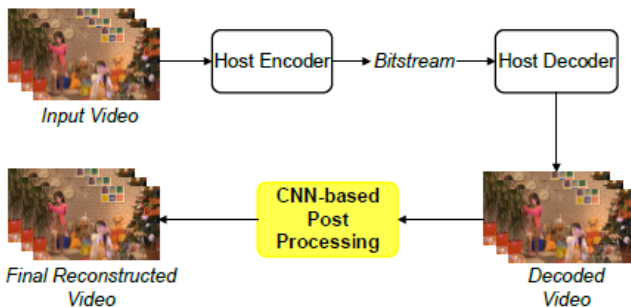 Host Encoder
Bitstream
Host Decoder
Input Video
CNN-based
Post
Processing
Final Reconstructed
Video
Decoded
Video